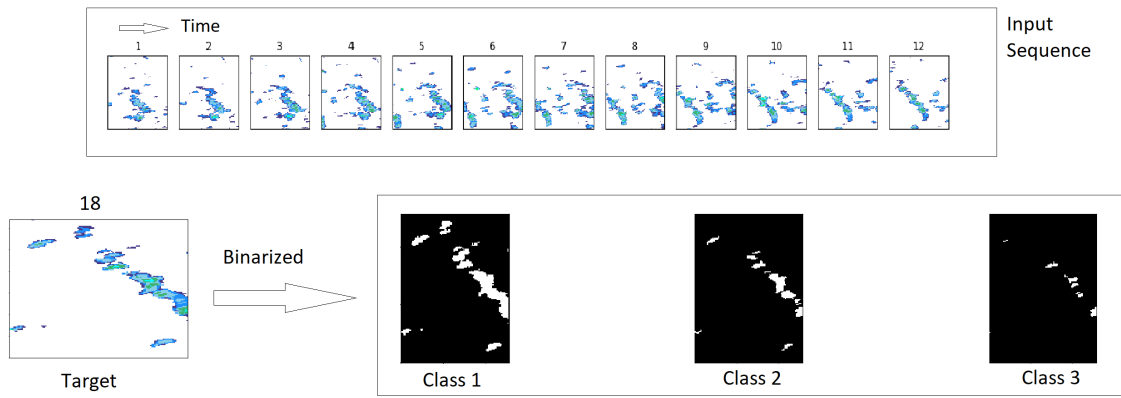 Time
Input
Sequence
1 2 3 4 5 6 7 8 9 10 11 12
18
Binarized
Target
Class 1 Class 2 Class 3